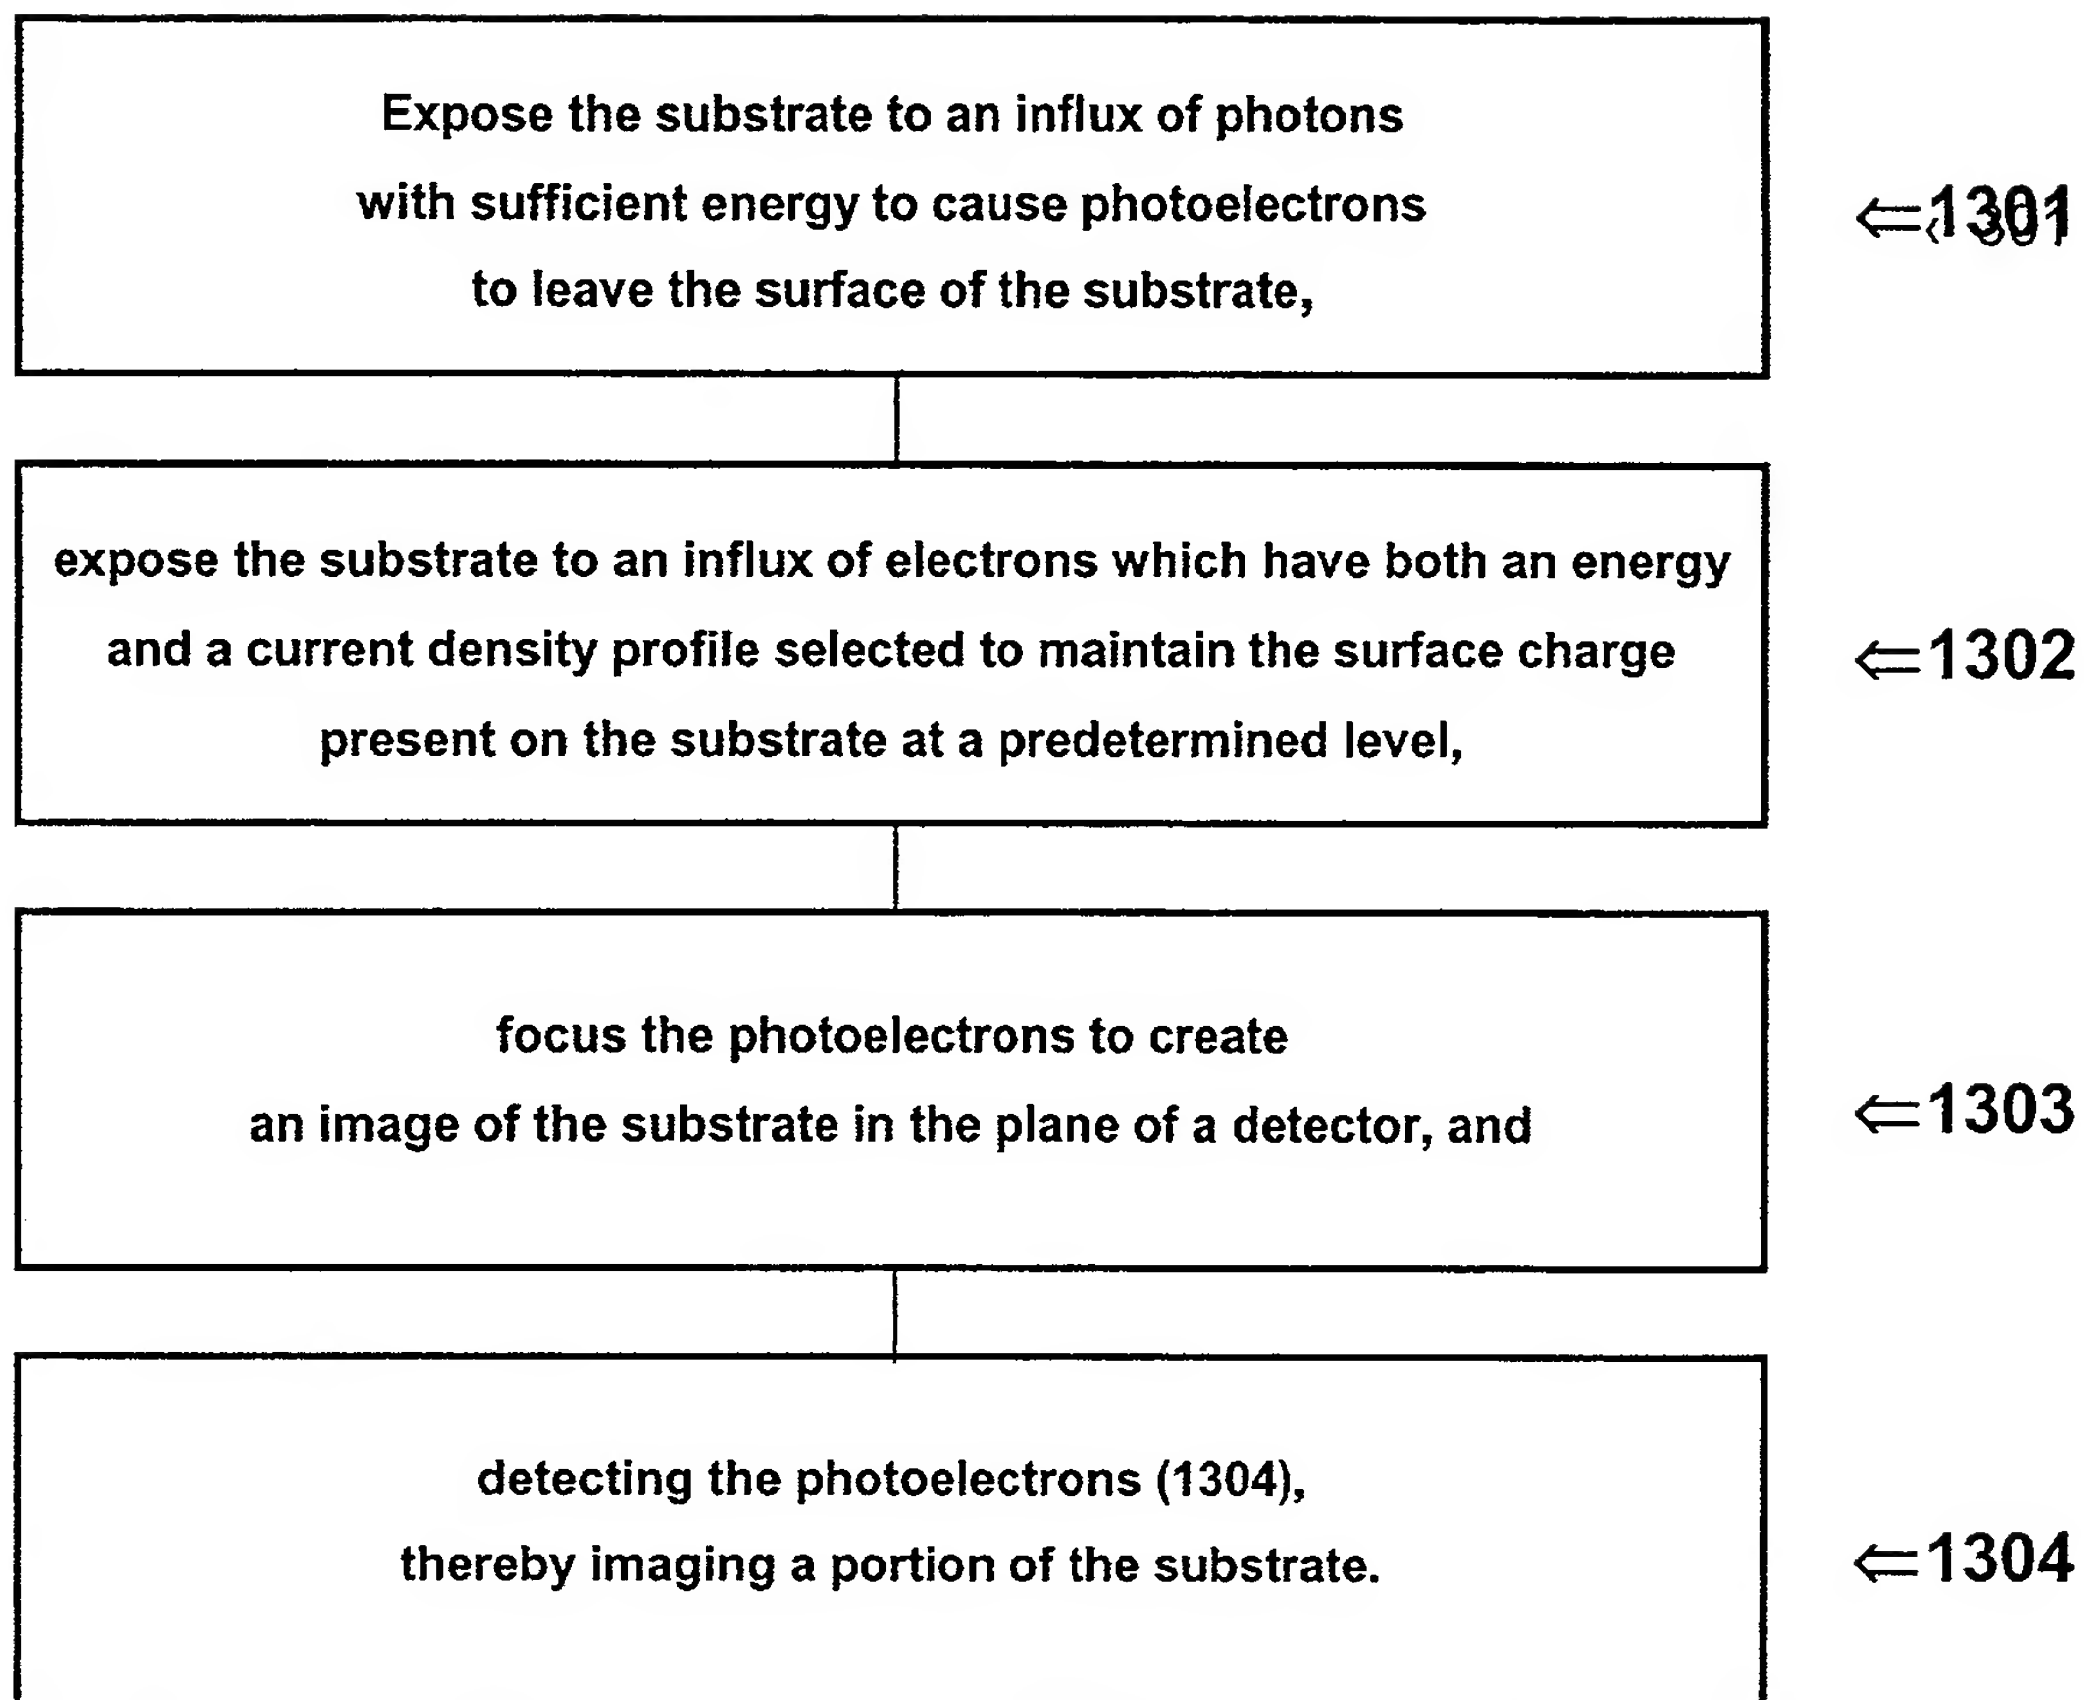 Expose the substrate to an influx of photons
with sufficient energy to cause photoelectrons
to leave the surface of the substrate,
⇐1301
expose the substrate to an influx of electrons which have both an energy
and a current density profile selected to maintain the surface charge
present on the substrate at a predetermined level,
⇐1302
focus the photoelectrons to create
an image of the substrate in the plane of a detector, and
⇐1303
detecting the photoelectrons (1304),
thereby imaging a portion of the substrate.
⇐1304